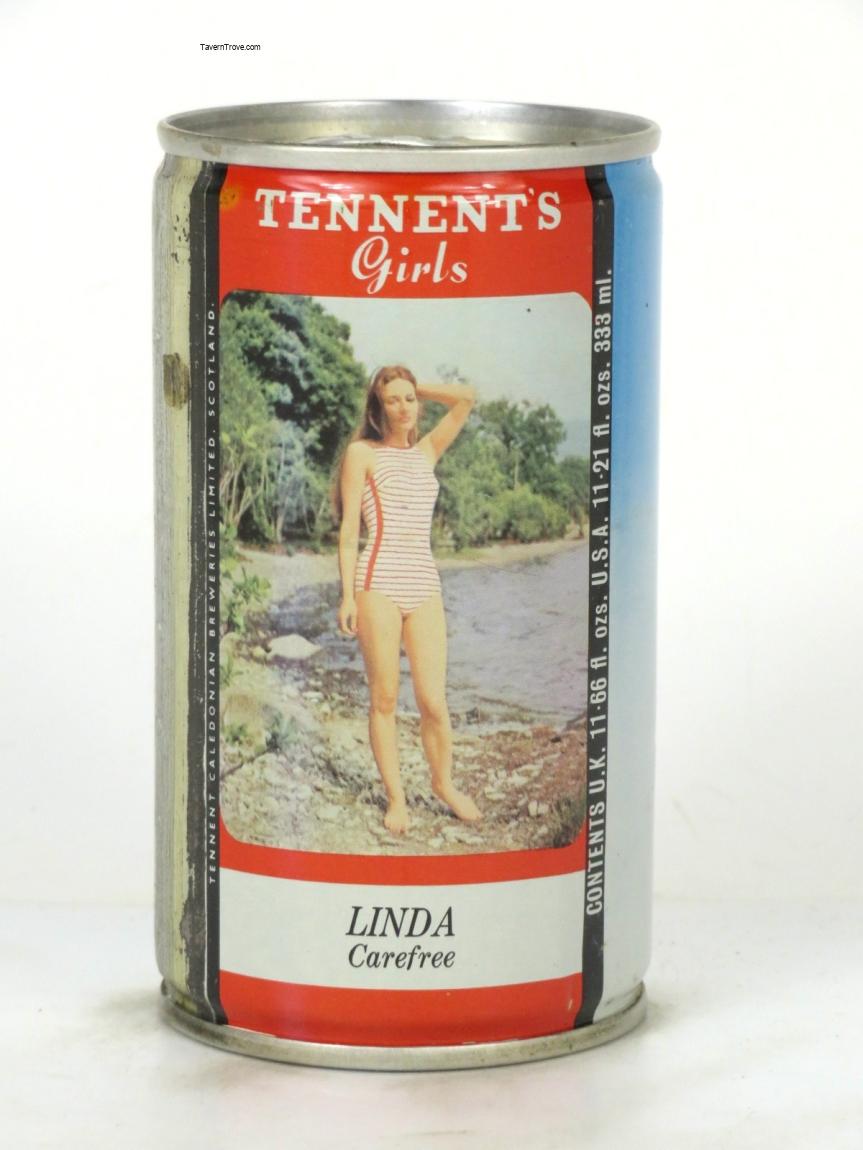 TavernTrove.com
TENNENT'S
Girls
TENNENT CALEDONIAN BREWERIES LIMITED. SCOTLAND.
CONTENTS U.K. 11·66 fl. ozs. U.S.A. 11·21 fl. ozs. 333 ml.
LINDA
Carefree